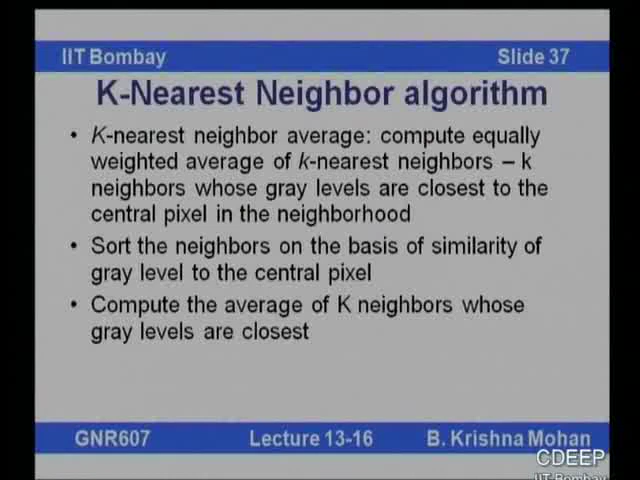 IIT Bombay
Slide 37
K-Nearest Neighbor algorithm
• K-nearest neighbor average: compute equally
weighted average of k-nearest neighbors – k
neighbors whose gray levels are closest to the
central pixel in the neighborhood
• Sort the neighbors on the basis of similarity of
gray level to the central pixel
• Compute the average of K neighbors whose
gray levels are closest
GNR607
Lecture 13-16
B. Krishna Mohan
CDEEP
IIT Bombay